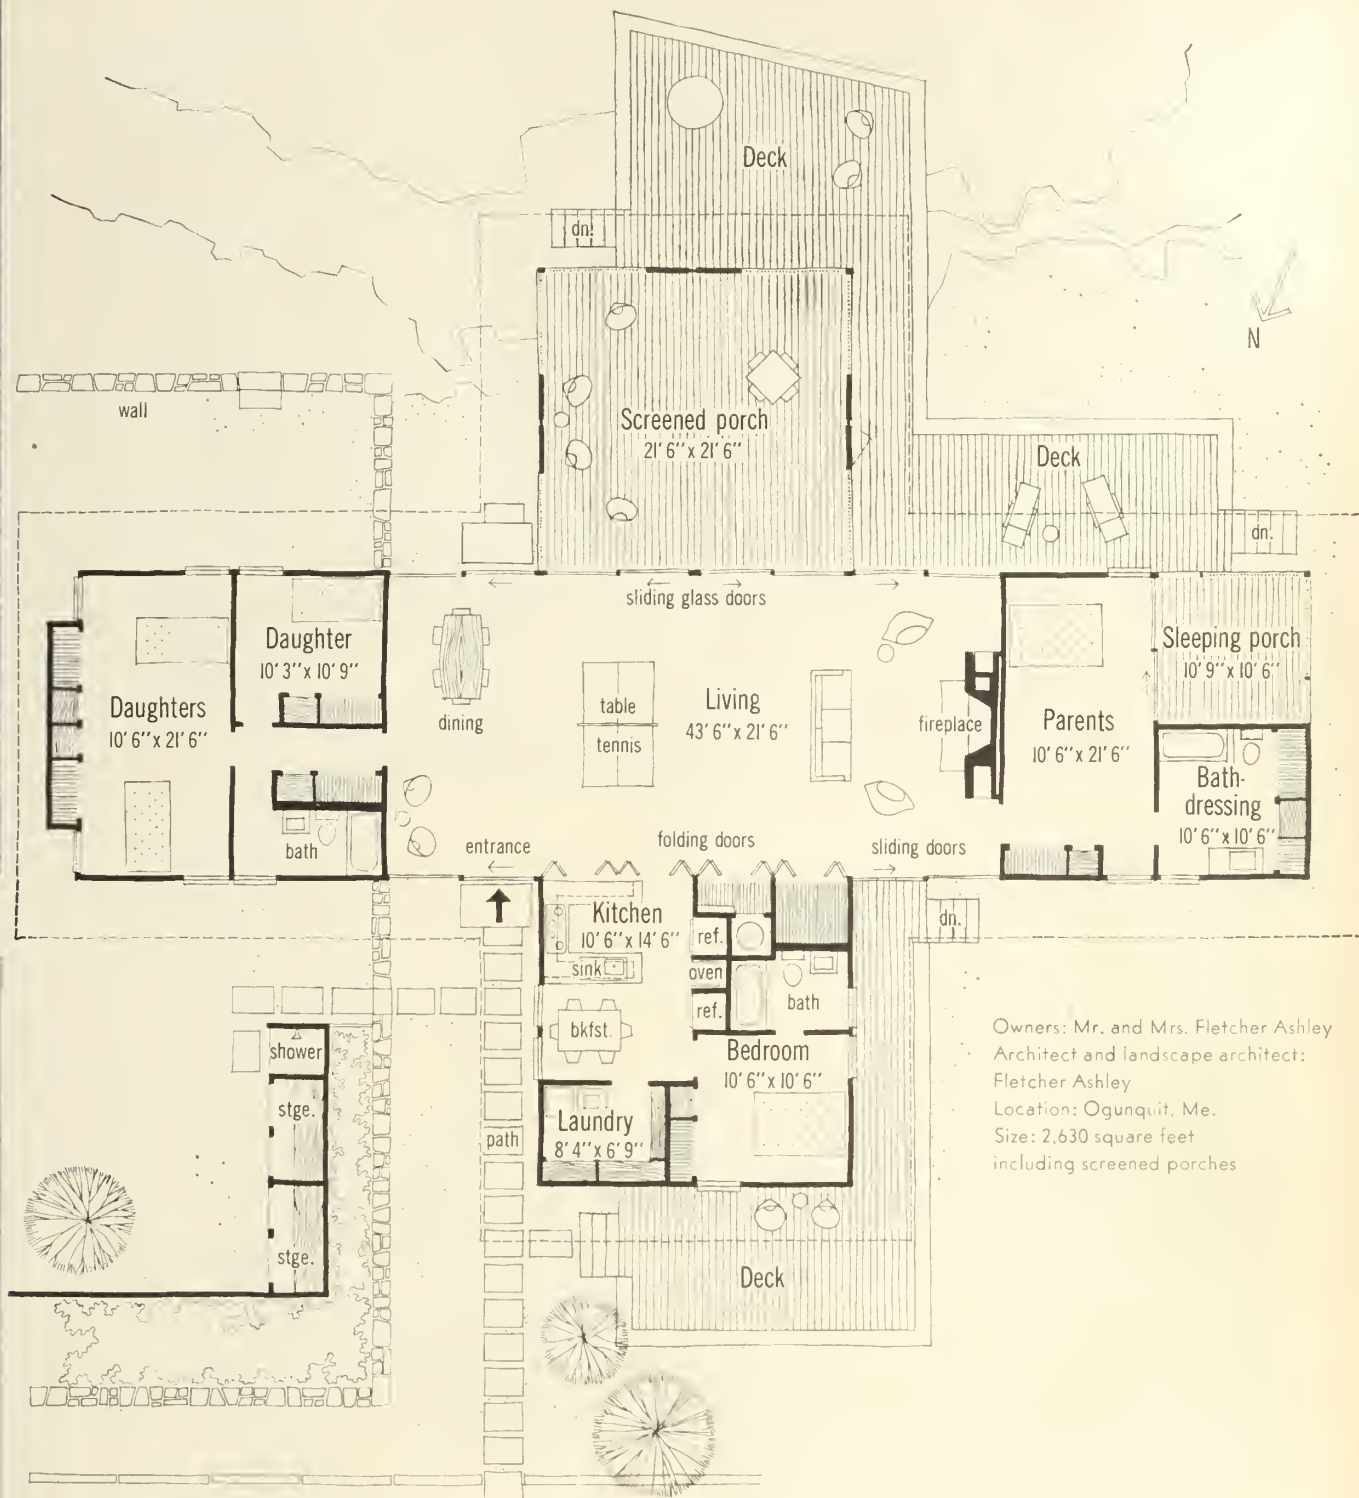 Deck
dn.
N
wall
Screened porch
21' 6'' x 21' 6''
Deck
dn.
sliding glass doors
Daughter
10' 3'' x 10' 9''
Sleeping porch
10' 9'' x 10' 6''
Daughters
10' 6'' x 21' 6''
dining
table
tennis
Living
43' 6'' x 21' 6''
fireplace
Parents
10' 6'' x 21' 6''
Bath-
dressing
10' 6'' x 10' 6''
bath
entrance
folding doors
sliding doors
Kitchen
10' 6'' x 14' 6''
ref.
dn.
sink
oven
ref.
bath
bkfst.
shower
Bedroom
10' 6'' x 10' 6''
stge.
Laundry
8' 4'' x 6' 9''
path
stge.
Deck
Owners: Mr. and Mrs. Fletcher Ashley
Architect and landscape architect:
Fletcher Ashley
Location: Ogunquit, Me.
Size: 2,630 square feet
including screened porches